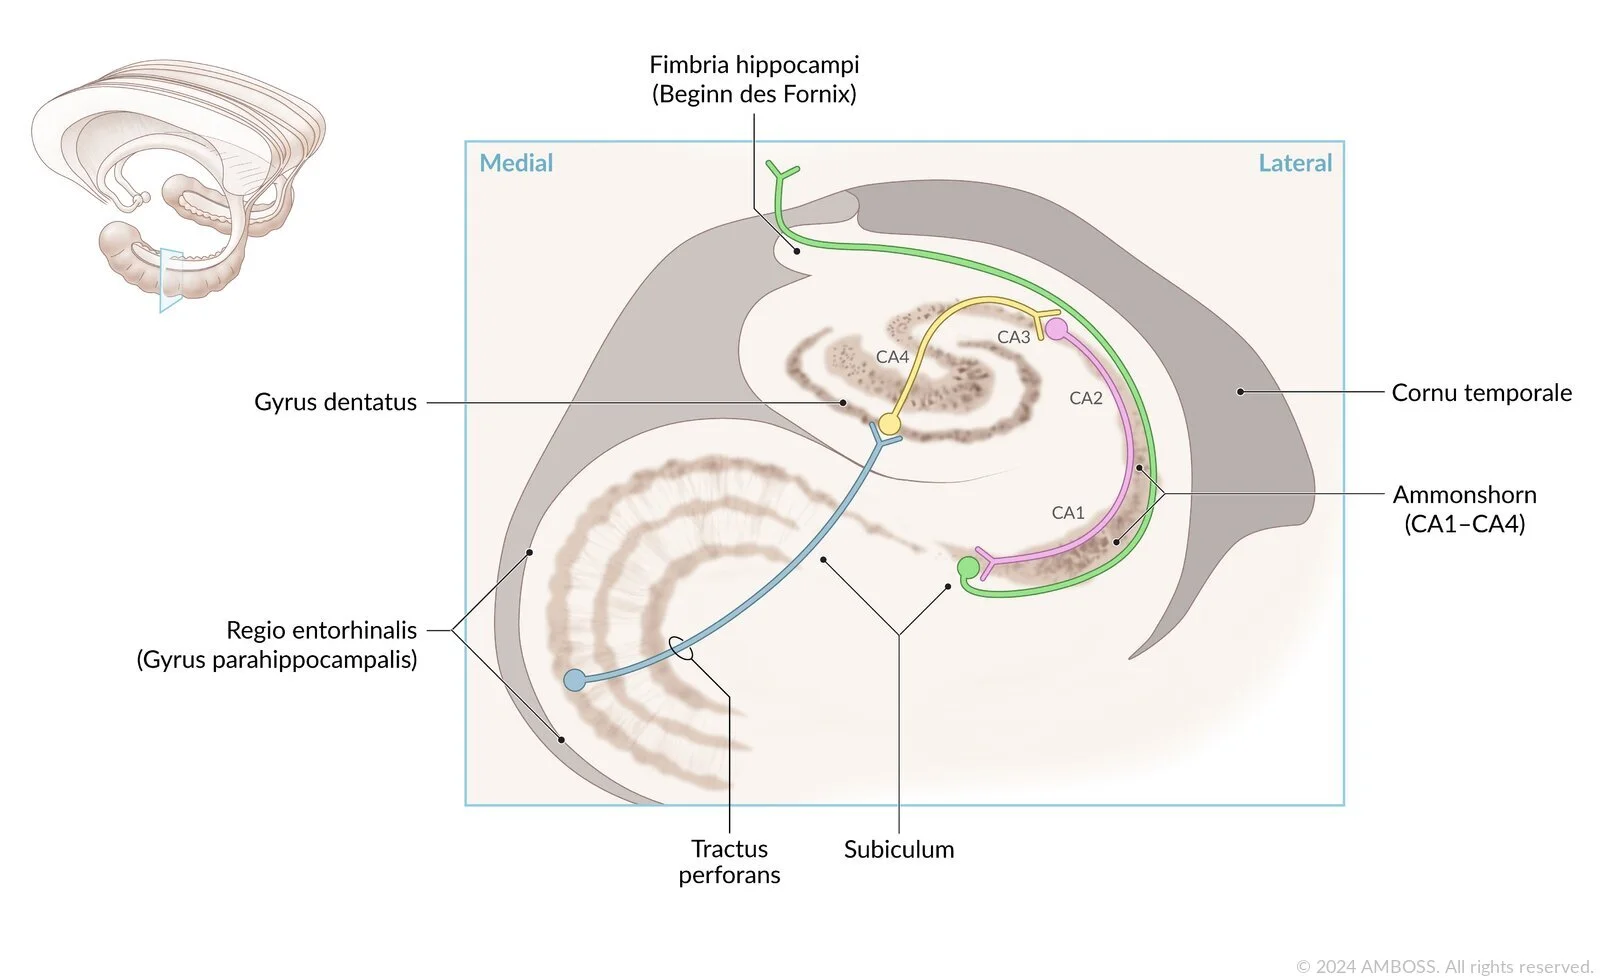 Fimbria hippocampi
(Beginn des Fornix)
Medial
Lateral
CA3
CA4
Gyrus dentatus
CA2
Cornu temporale
CA1
Ammonshorn
(CA1–CA4)
Regio entorhinalis
(Gyrus parahippocampalis)
Tractus
perforans
Subiculum
© 2024 AMBOSS. All rights reserved.